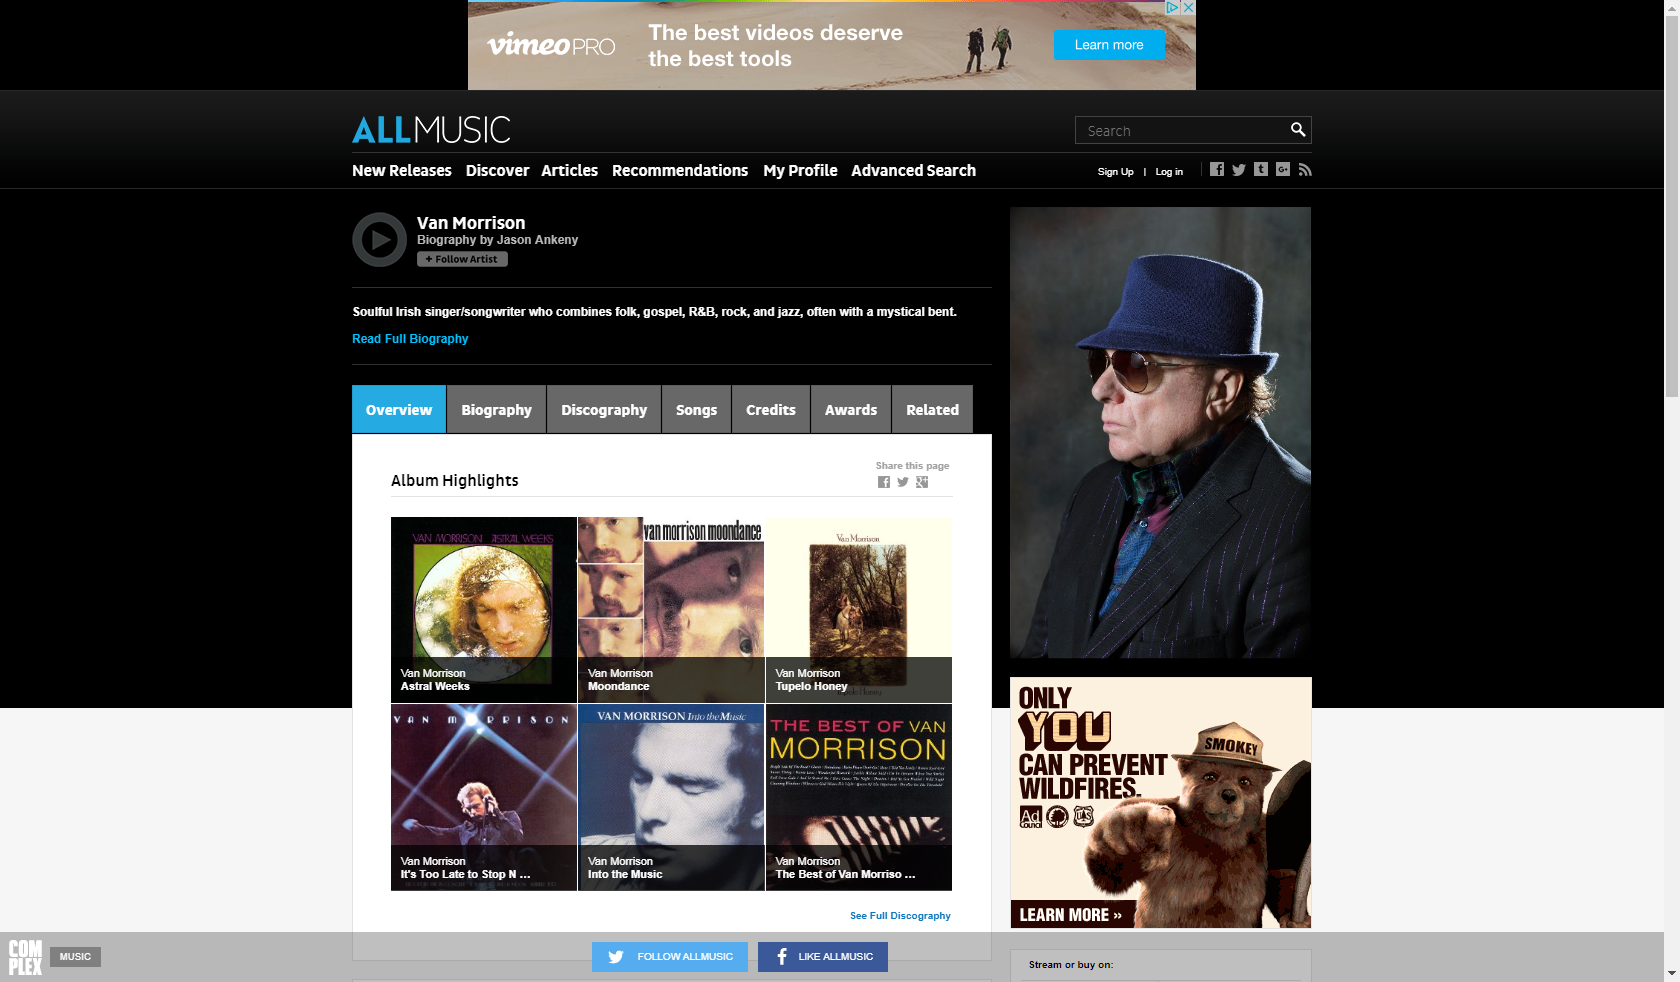 vimeo PRO
The best videos deserve
the best tools
Learn more
ALLMUSIC
Search
New Releases
Discover
Articles
Recommendations
My Profile
Advanced Search
Sign Up | Log in
Van Morrison
Biography by Jason Ankeny
+ Follow Artist
Soulful Irish singer/songwriter who combines folk, gospel, R&B, rock, and jazz, often with a mystical bent.
Read Full Biography
Overview
Biography
Discography
Songs
Credits
Awards
Related
Share this page
Album Highlights
VAN MORRISON ASTRAL WEEKS
Van Morrison
Astral Weeks
van morrison moondance
Van Morrison
Moondance
Van Morrison
Van Morrison
Tupelo Honey
Tupelo Honey
VAN MORRISON
Van Morrison
It's Too Late to Stop N ...
VAN MORRISON Into the Music
Van Morrison
Into the Music
THE BEST OF VAN
MORRISON
Van Morrison
The Best of Van Morriso ...
See Full Discography
ONLY
YOU
CAN PREVENT
WILDFIRES.
SMOKEY
Ad
Council
LEARN MORE »
COM
PLEX
MUSIC
FOLLOW ALLMUSIC
LIKE ALLMUSIC
Stream or buy on: